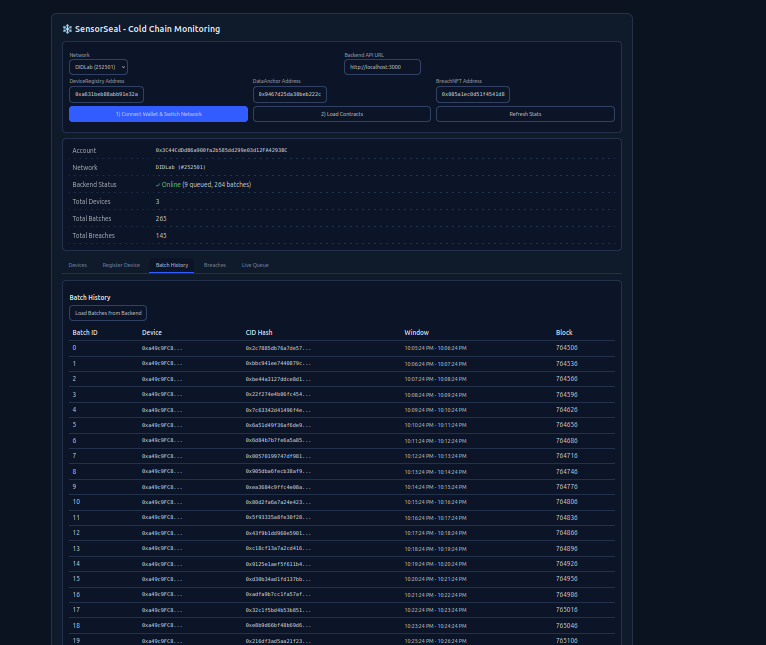 SensorSeal - Cold Chain Monitoring
Network Backend API URL
DIDLab (252501) http://localhost:3000
DeviceRegistry Address DataAnchor Address BreachNFT Address
0xa631beb88abb91e32a 0x9467d25da39beb222c 0x085a1ec0d51f4541d8
1) Connect Wallet & Switch Network 2) Load Contracts Refresh Stats
Account
Network DIDLab (#252501)
Backend Status ✓ Online (9 queued, 264 batches)
Total Devices 3
Total Batches 265
Total Breaches 145
Devices Register Device Batch History Breaches Live Queue
Batch History
Load Batches from Backend
Batch ID Device CID Hash Window Block
0 0xa49c9FC8... 0x2c7885db76a7de57... 10:05:24 PM - 10:06:24 PM 764506
1 0xa49c9FC8... 0xbbc941ee7440879c... 10:06:24 PM - 10:07:24 PM 764536
2 0xa49c9FC8... 0xbe44a3127ddce8d1... 10:07:24 PM - 10:08:24 PM 764566
3 0xa49c9FC8... 0x22f274e4b06fc454... 10:08:24 PM - 10:09:24 PM 764596
4 0xa49c9FC8... 0x7c63342d41496f4e... 10:09:24 PM - 10:10:24 PM 764626
5 0xa49c9FC8... 0x6a51d49f36af6de9... 10:10:24 PM - 10:11:24 PM 764656
6 0xa49c9FC8... 0x6d84b7b7fe6a5a85... 10:11:24 PM - 10:12:24 PM 764686
7 0xa49c9FC8... 0x00570199747df981... 10:12:24 PM - 10:13:24 PM 764716
8 0xa49c9FC8... 0x905dba6fecb38af9... 10:13:24 PM - 10:14:24 PM 764746
9 0xa49c9FC8... 0xea3684c9ffc4e08a... 10:14:24 PM - 10:15:24 PM 764776
10 0xa49c9FC8... 0x80d2fa6a7a24e423... 10:15:24 PM - 10:16:24 PM 764806
11 0xa49c9FC8... 0x5f93335a8fe30f28... 10:16:24 PM - 10:17:24 PM 764836
12 0xa49c9FC8... 0x43f9b1dd960e5901... 10:17:24 PM - 10:18:24 PM 764866
13 0xa49c9FC8... 0xc18cf13a7a2cd416... 10:18:24 PM - 10:19:24 PM 764896
14 0xa49c9FC8... 0x9125e1aef5f611b4... 10:19:24 PM - 10:20:24 PM 764926
15 0xa49c9FC8... 0xd30b34ad1fd137bb... 10:20:24 PM - 10:21:24 PM 764956
16 0xa49c9FC8... 0xadfa9b7cc1fa57af... 10:21:24 PM - 10:22:24 PM 764986
17 0xa49c9FC8... 0x32c1f5bd4b53b851... 10:22:24 PM - 10:23:24 PM 765016
18 0xa49c9FC8... 0xe8b9d66bf48b69d6... 10:23:24 PM - 10:24:24 PM 765046
19 0xa49c9FC8... 0x216df3ad5aa21f23... 10:25:24 PM - 10:26:24 PM 765106